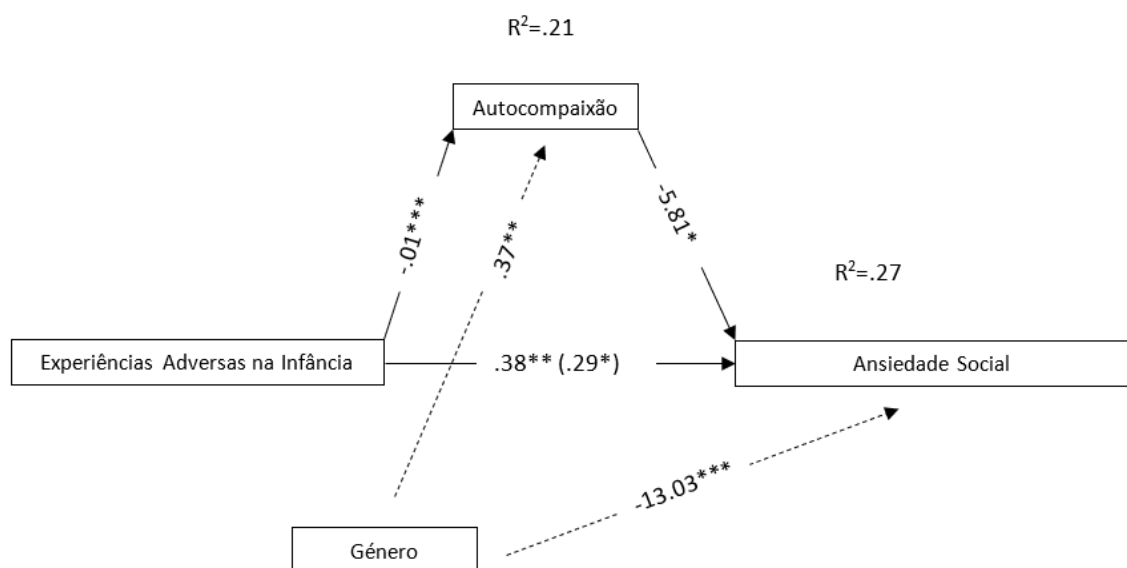 R²=.21
Autocompaixão
-.01***
.37**
-5.81*
R²=.27
Experiências Adversas na Infância
.38** (.29*)
Ansiedade Social
-13.03***
Género